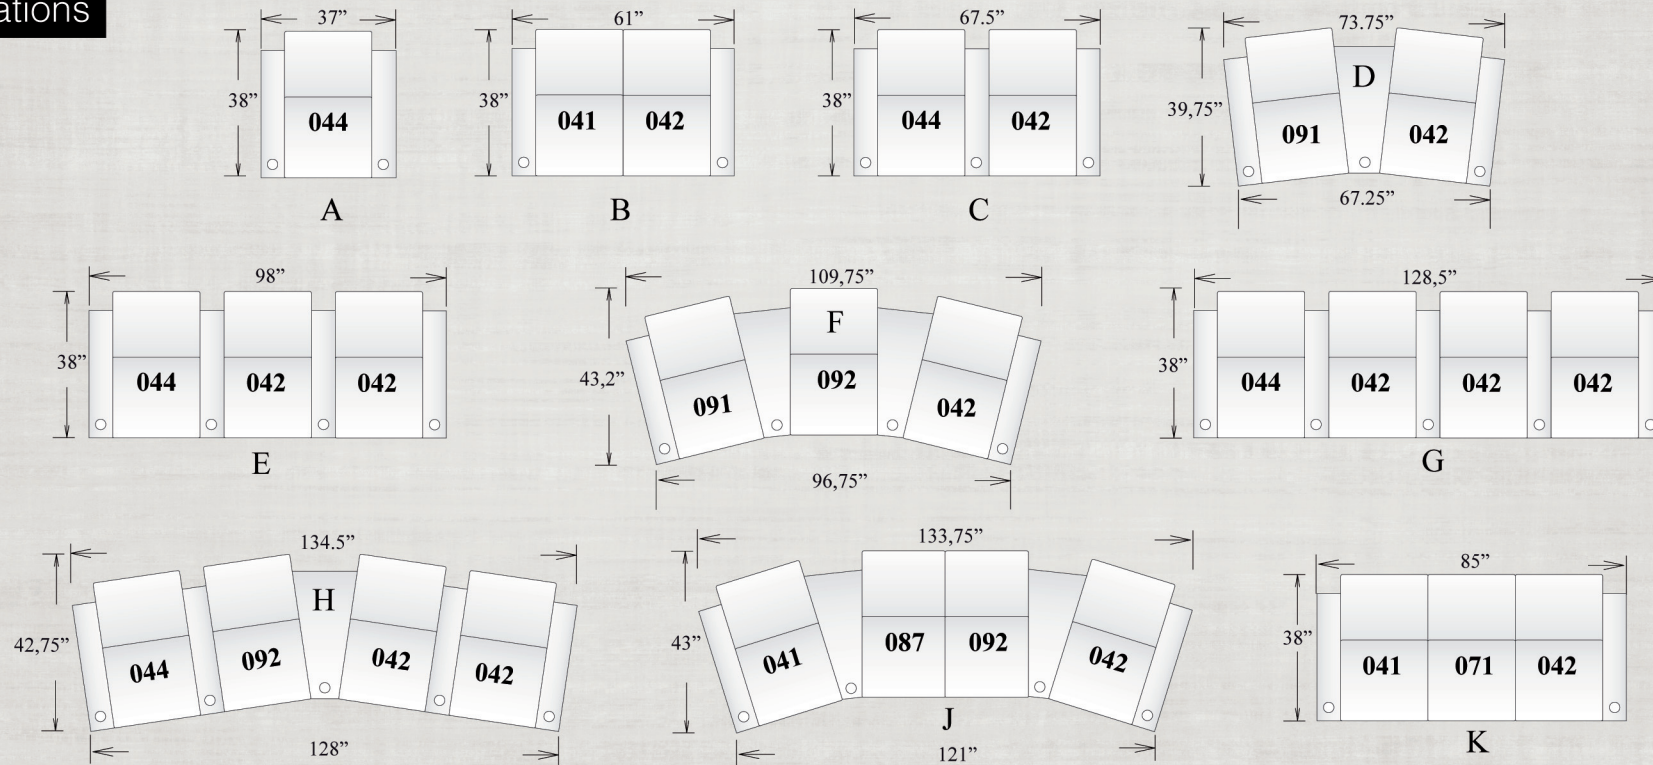 ations
37”
38”
044
A
61”
38”
041 042
B
67.5”
38”
044 042
C
73.75”
39,75”
D
091 042
67.25”
98”
38”
044 042 042
E
109,75”
43,2”
F
091 092 042
96,75”
128,5”
38”
044 042 042 042
G
134.5”
42,75”
H
044 092 042 042
128”
133,75”
43”
041 087 092 042
J
121”
85”
38”
041 071 042
K